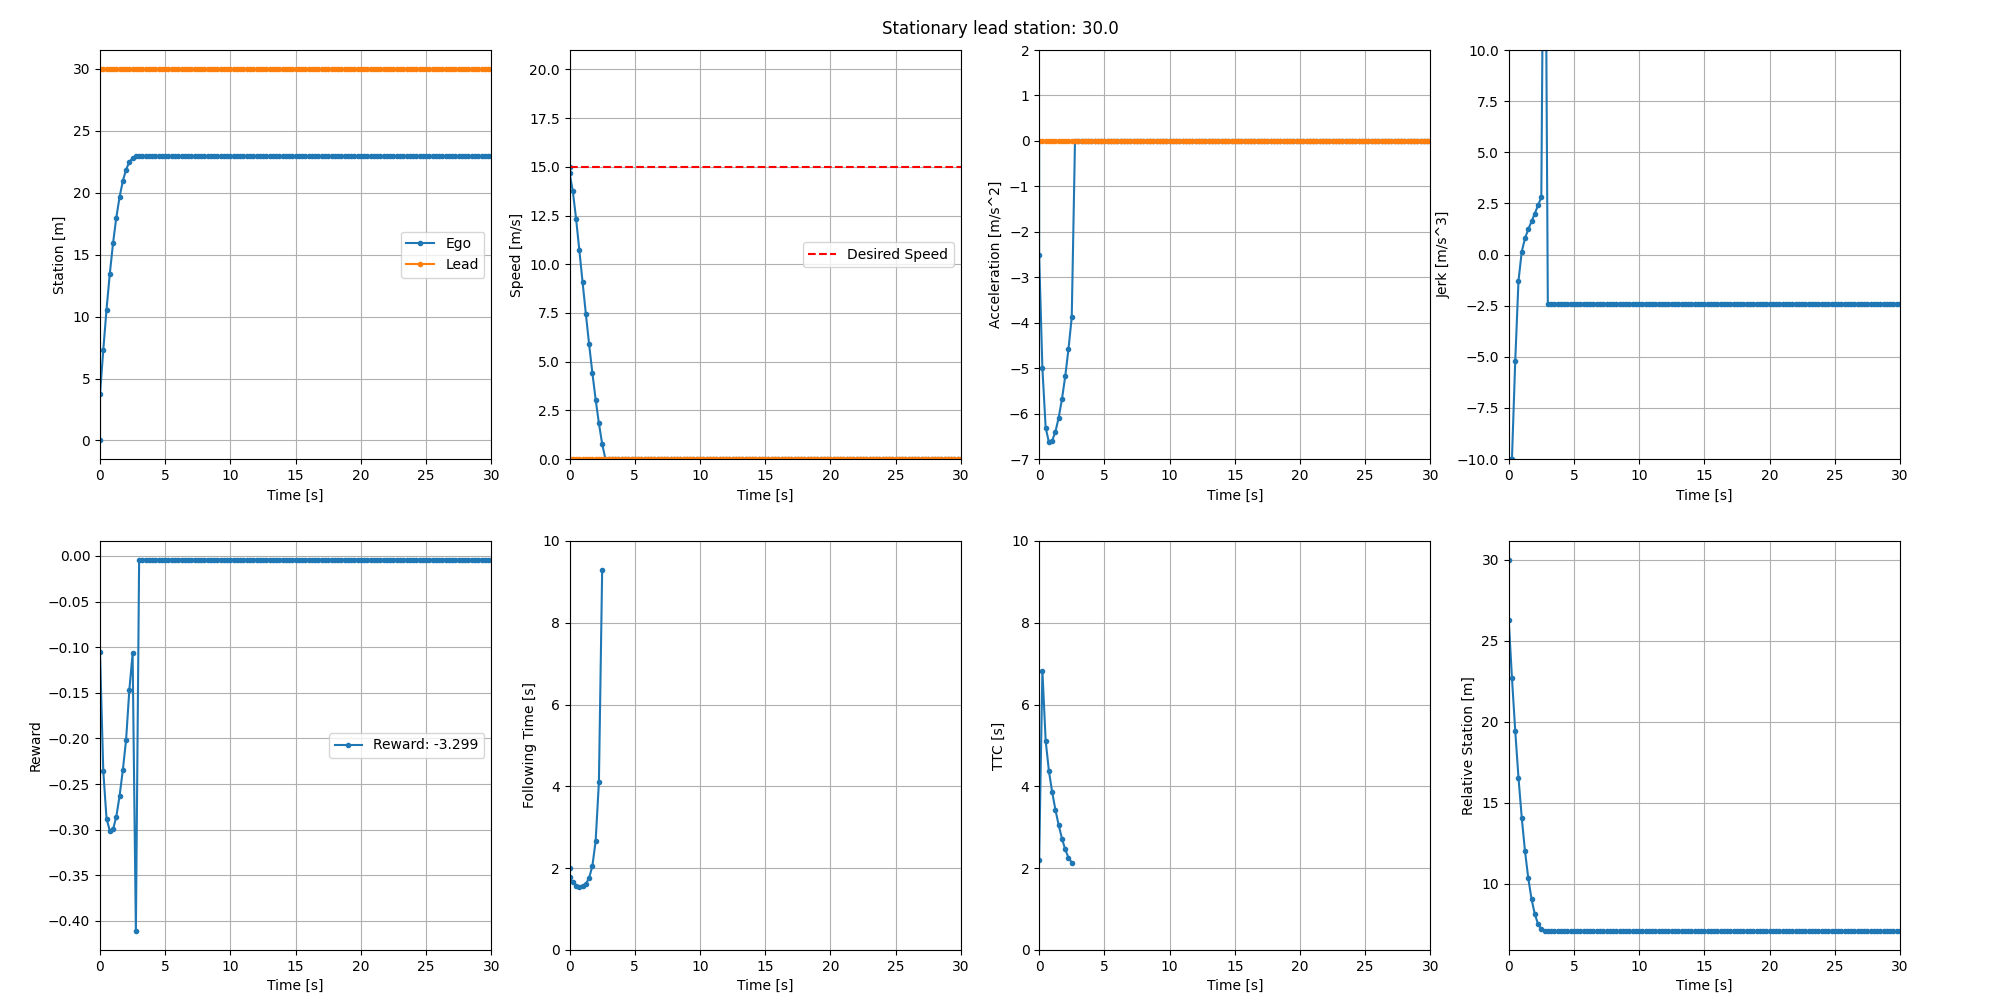 Stationary lead station: 30.0
Station [m]
30
25
20
15
10
5
0
Ego
Lead
0 5 10 15 20 25 30
Time [s]
Speed [m/s]
20.0
17.5
15.0
12.5
10.0
7.5
5.0
2.5
0.0
Desired Speed
0 5 10 15 20 25 30
Time [s]
Acceleration [m/s^2]
2
1
0
−1
−2
−3
−4
−5
−6
−7
0 5 10 15 20 25 30
Time [s]
Jerk [m/s^3]
10.0
7.5
5.0
2.5
0.0
−2.5
−5.0
−7.5
−10.0
0 5 10 15 20 25 30
Time [s]
Reward
0.00
−0.05
−0.10
−0.15
−0.20
−0.25
−0.30
−0.35
−0.40
Reward: -3.299
0 5 10 15 20 25 30
Time [s]
Following Time [s]
10
8
6
4
2
0
0 5 10 15 20 25 30
Time [s]
TTC [s]
10
8
6
4
2
0
0 5 10 15 20 25 30
Time [s]
Relative Station [m]
30
25
20
15
10
0 5 10 15 20 25 30
Time [s]